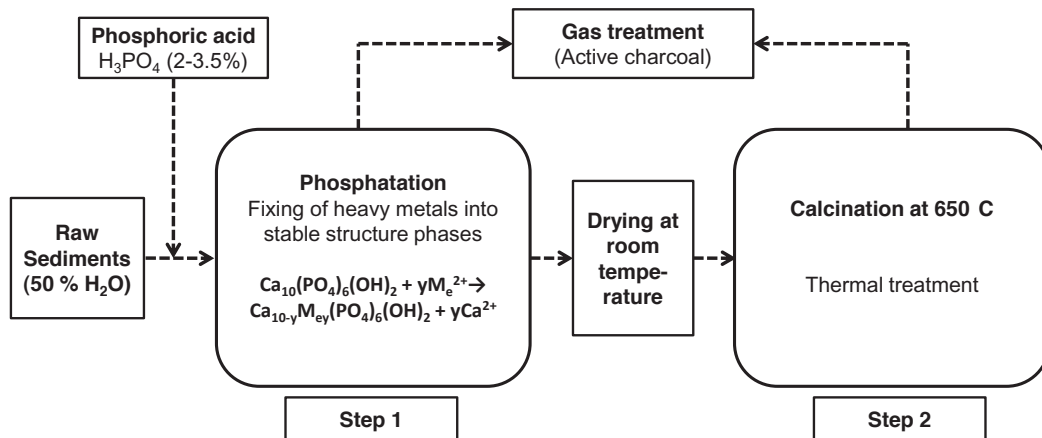 Phosphoric acid
H₃PO₄ (2-3.5%)
Gas treatment
(Active charcoal)
Raw
Sediments
(50 % H₂O)
Phosphatation
Fixing of heavy metals into
stable structure phases
Ca₁₀(PO₄)₆(OH)₂ + yMₑ²⁺→
Ca₁₀₋yMₑy(PO₄)₆(OH)₂ + yCa²⁺
Drying at
room
tempe-
rature
Calcination at 650 C
Thermal treatment
Step 1
Step 2